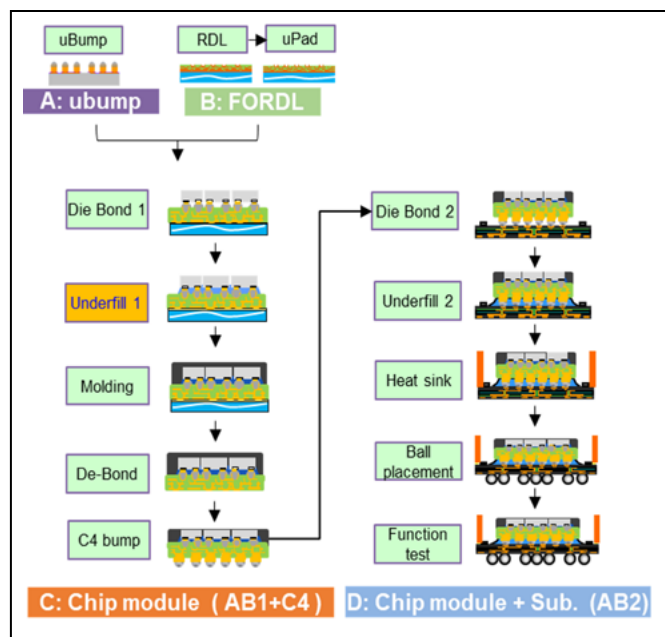 uBump
RDL
uPad
A: ubump
B: FORDL
Die Bond 1
Underfill 1
Molding
De-Bond
C4 bump
C: Chip module ( AB1+C4 )
Die Bond 2
Underfill 2
Heat sink
Ball
placement
Function
test
D: Chip module + Sub. (AB2)